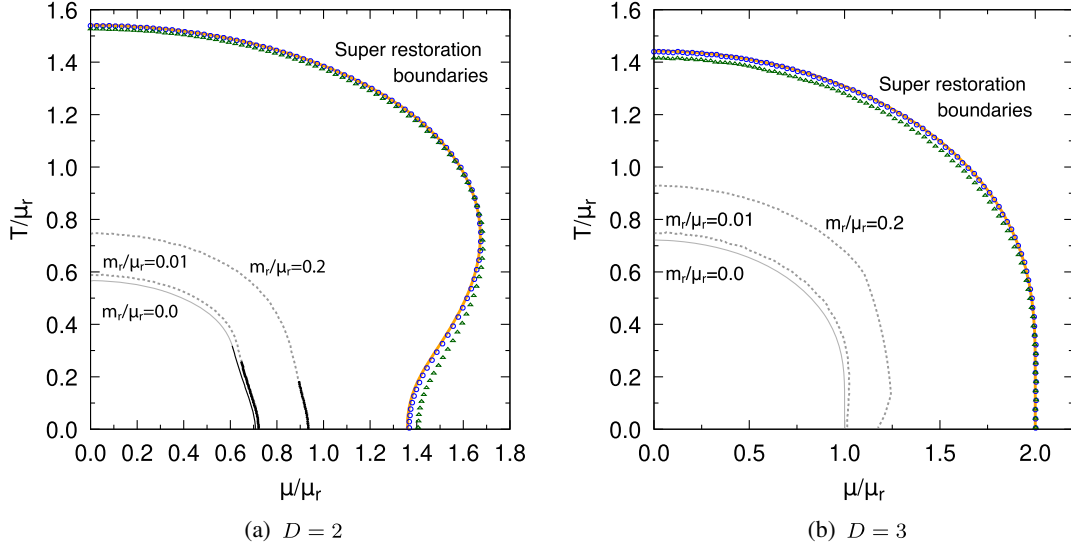 1.6
1.4
1.2
1.0
0.8
0.6
0.4
0.2
0.0
T/μr
Super restoration
boundaries
mr/μr=0.2
mr/μr=0.01
mr/μr=0.0
0.0 0.2 0.4 0.6 0.8 1.0 1.2 1.4 1.6 1.8
μ/μr
(a) D = 2
1.6
1.4
1.2
1.0
0.8
0.6
0.4
0.2
0.0
T/μr
Super restoration
boundaries
mr/μr=0.01
mr/μr=0.2
mr/μr=0.0
0.0 0.5 1.0 1.5 2.0
μ/μr
(b) D = 3